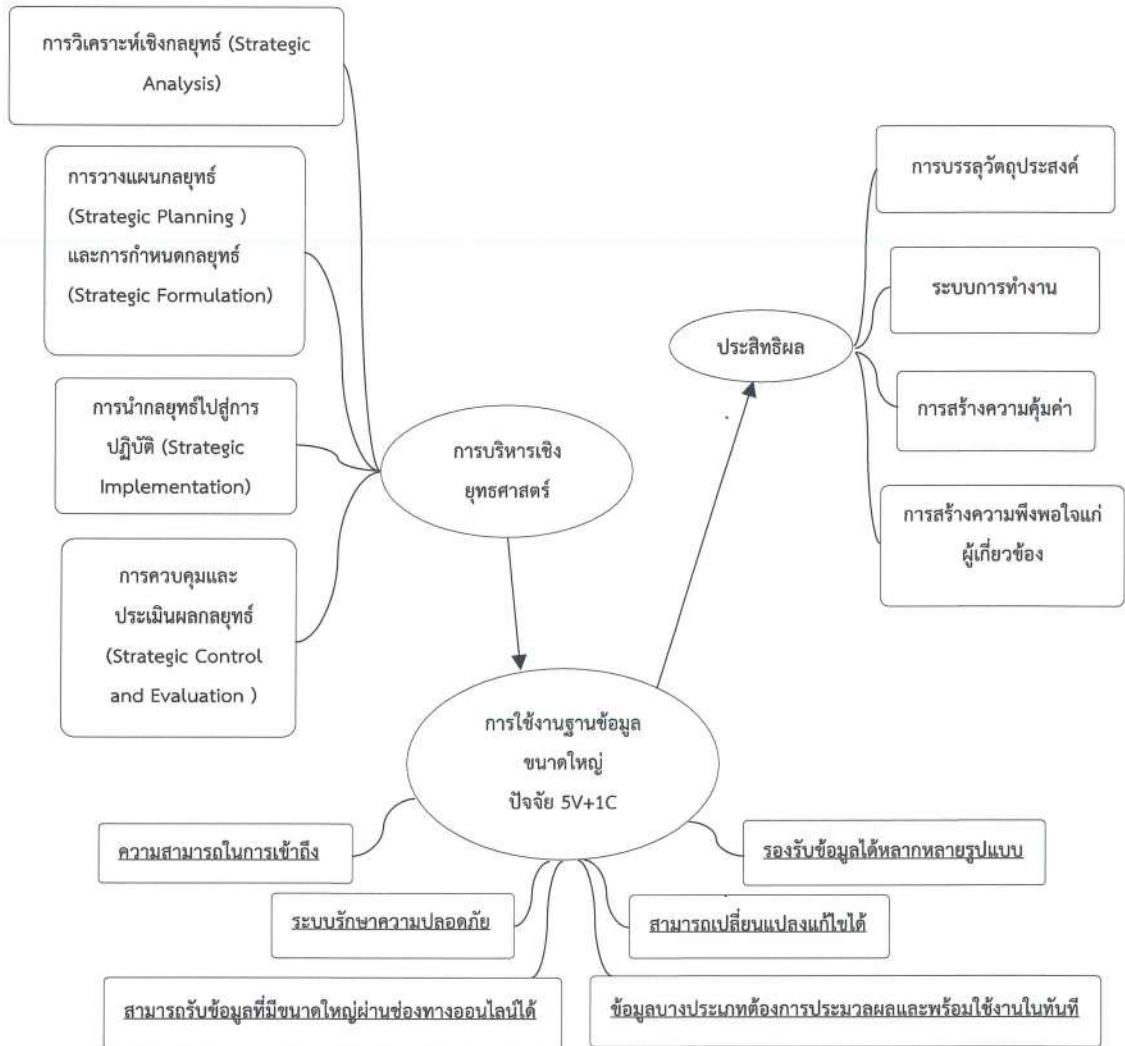 การวิเคราะห์เชิงกลยุทธ์ (Strategic
Analysis)
การวางแผนกลยุทธ์
(Strategic Planning )
และการกำหนดกลยุทธ์
(Strategic Formulation)
การนำกลยุทธ์ไปสู่การ
ปฏิบัติ (Strategic
Implementation)
การควบคุมและ
ประเมินผลกลยุทธ์
(Strategic Control
and Evaluation )
การบริหารเชิง
ยุทธศาสตร์
ประสิทธิผล
การบรรลุวัตถุประสงค์
ระบบการทำงาน
การสร้างความคุ้มค่า
การสร้างความพึงพอใจแก่
ผู้เกี่ยวข้อง
การใช้งานฐานข้อมูล
ขนาดใหญ่
ปัจจัย 5V+1C
ความสามารถในการเข้าถึง
รองรับข้อมูลได้หลากหลายรูปแบบ
ระบบรักษาความปลอดภัย
สามารถเปลี่ยนแปลงแก้ไขได้
สามารถรับข้อมูลที่มีขนาดใหญ่ผ่านช่องทางออนไลน์ได้
ข้อมูลบางประเภทต้องการประมวลผลและพร้อมใช้งานในทันที